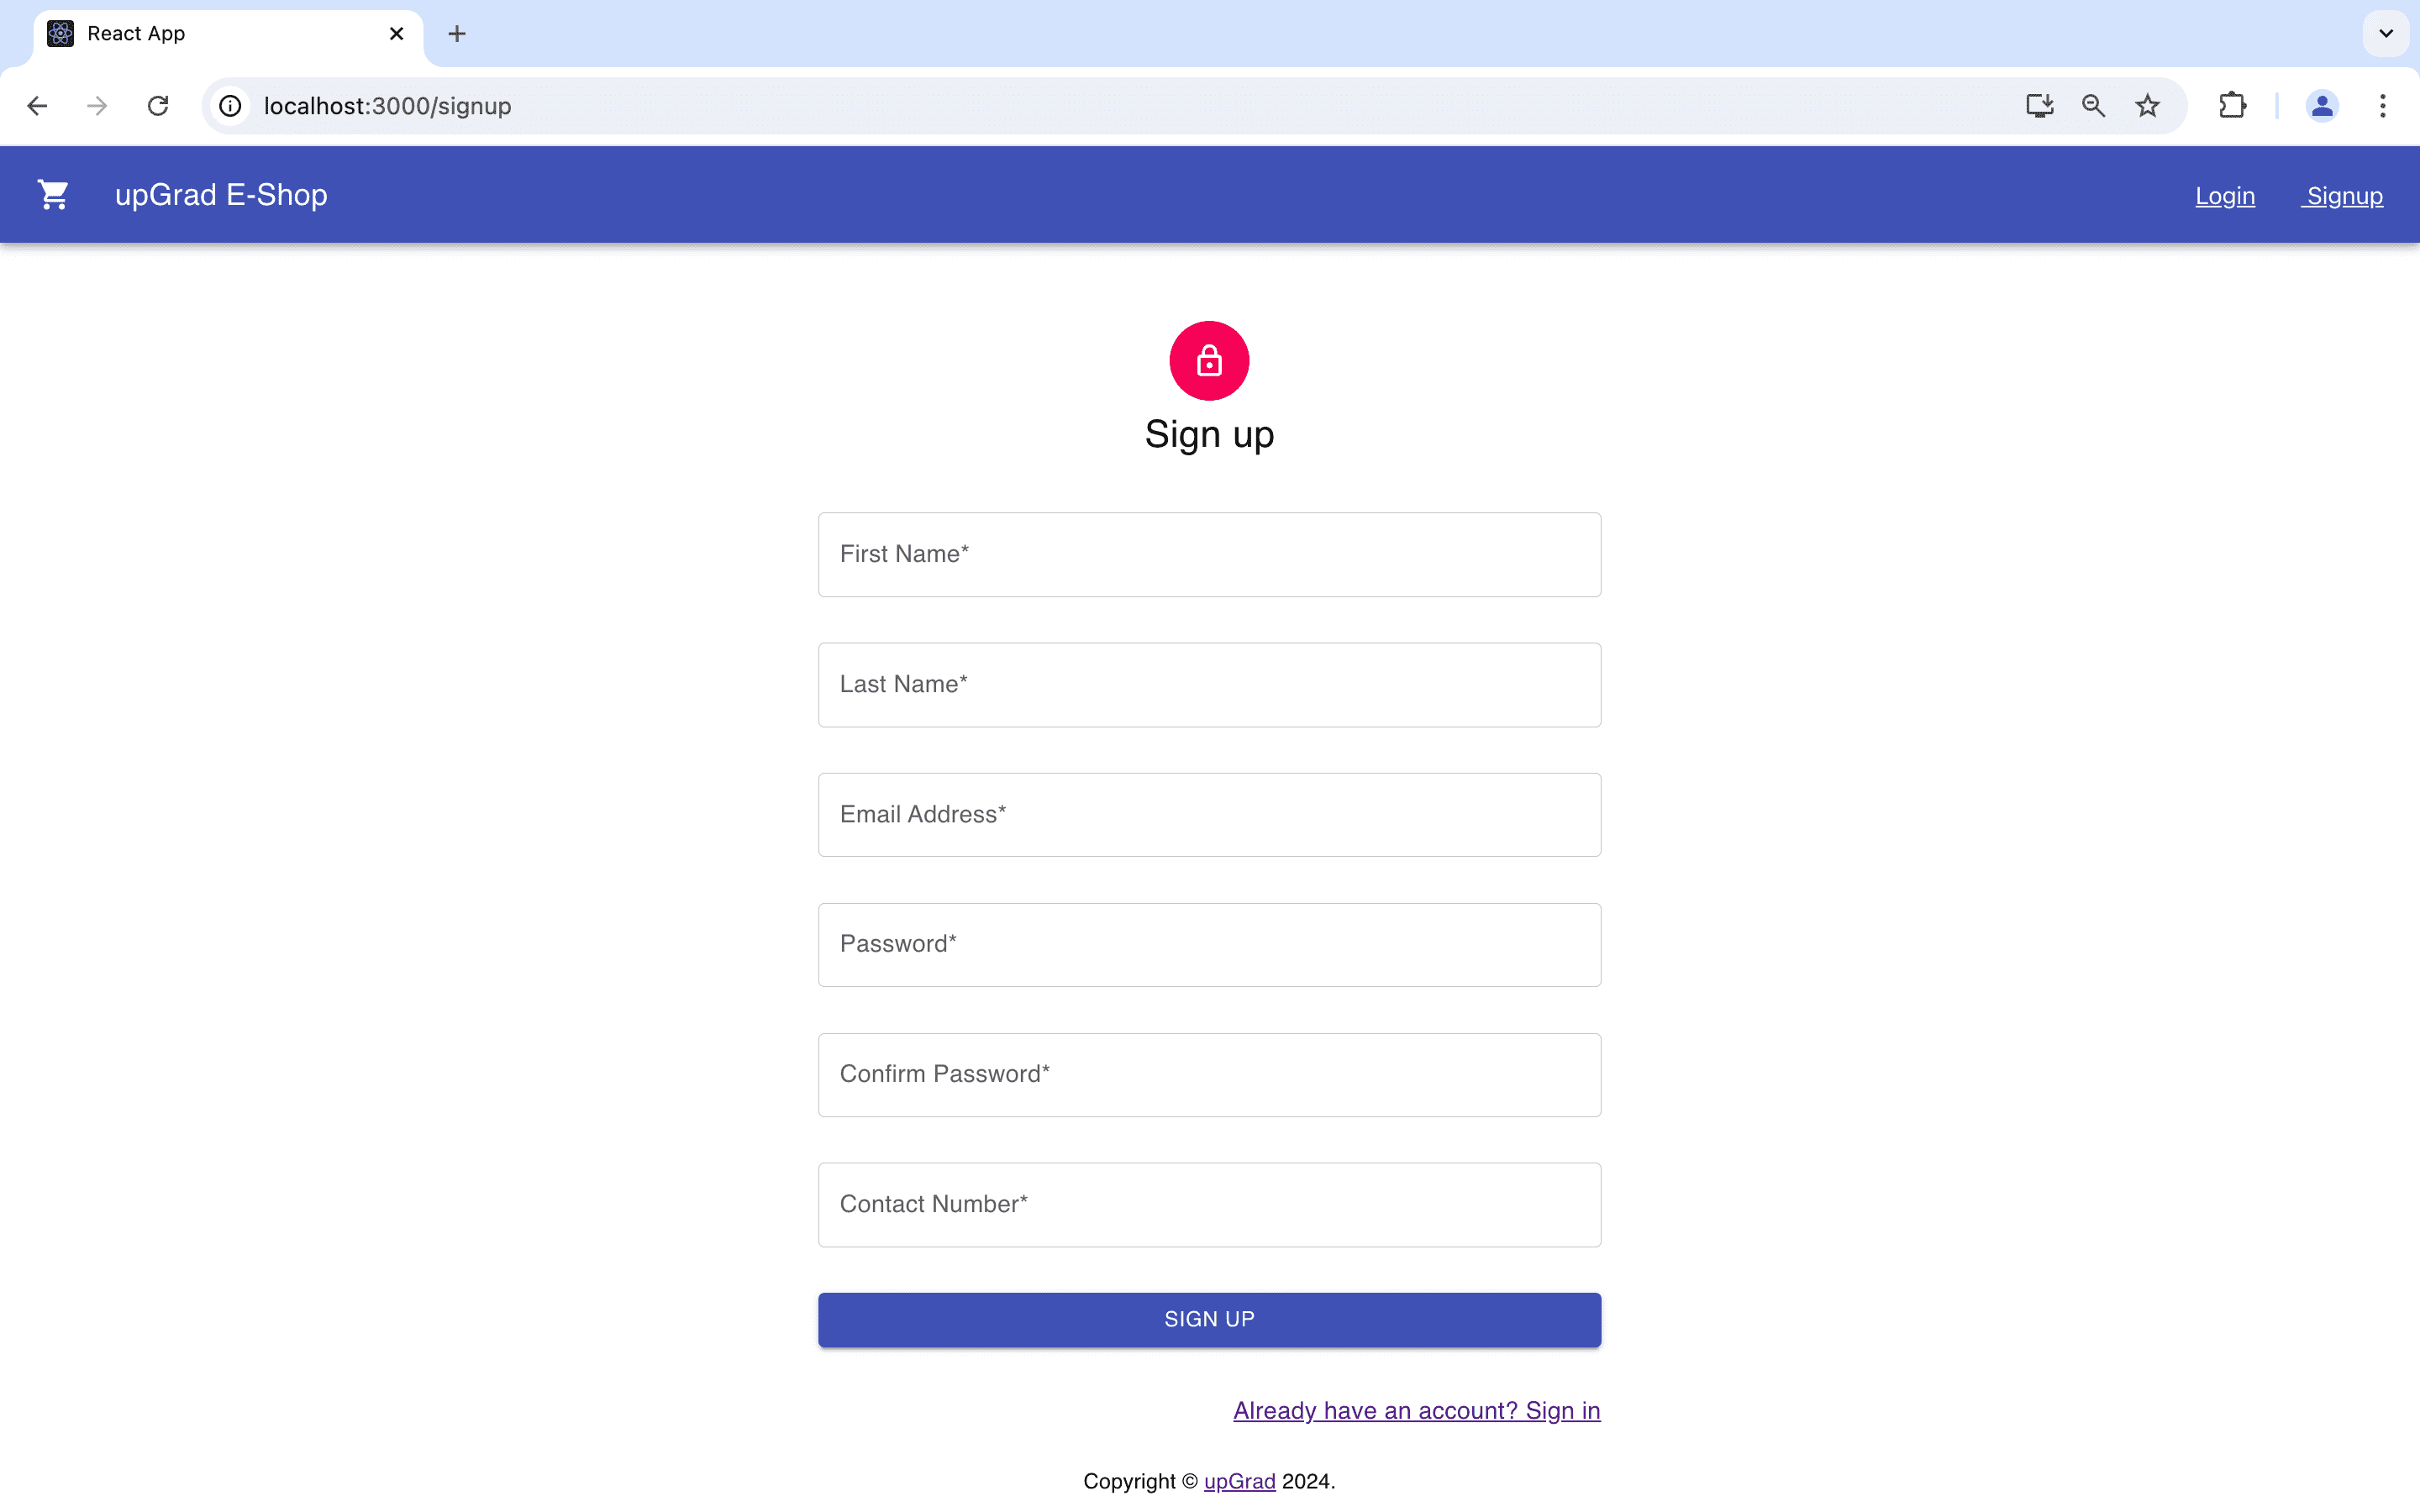 React App
localhost:3000/signup
upGrad E-Shop
Login Signup
Sign up
First Name*
Last Name*
Email Address*
Password*
Confirm Password*
Contact Number*
SIGN UP
Already have an account? Sign in
Copyright © upGrad 2024.